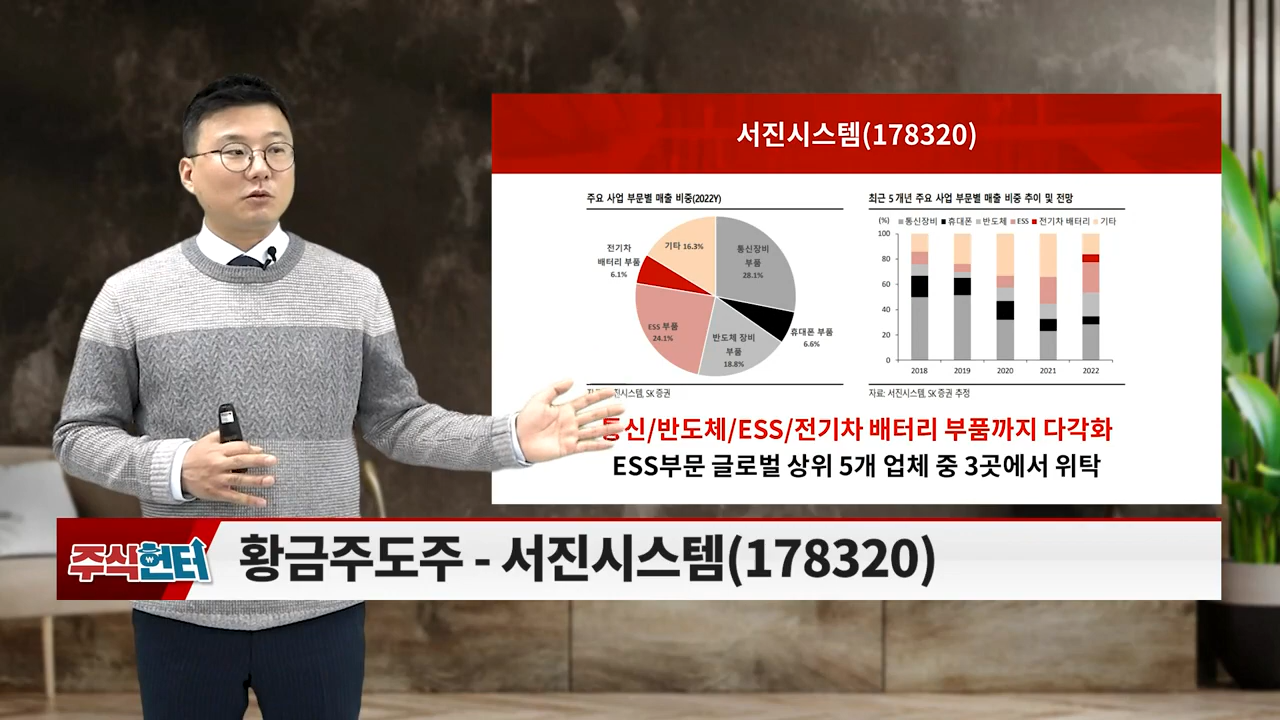 서진시스템(178320)
주요 사업 부문별 매출 비중(2022Y)
통신장비
부품
28.1%
휴대폰 부품
6.6%
반도체 장비
부품
18.8%
ESS 부품
24.1%
전기차
배터리 부품
6.1%
기타 16.3%
진시스템, SK 증권
최근 5개년 주요 사업 부문별 매출 비중 추이 및 전망
(%) 통신장비 휴대폰 반도체 ESS 전기차 배터리 기타
100
80
60
40
20
0
2018 2019 2020 2021 2022
자료: 서진시스템, SK 증권 추정
통신/반도체/ESS/전기차 배터리 부품까지 다각화
ESS부문 글로벌 상위 5개 업체 중 3곳에서 위탁
주식헌터
황금주도주 - 서진시스템(178320)